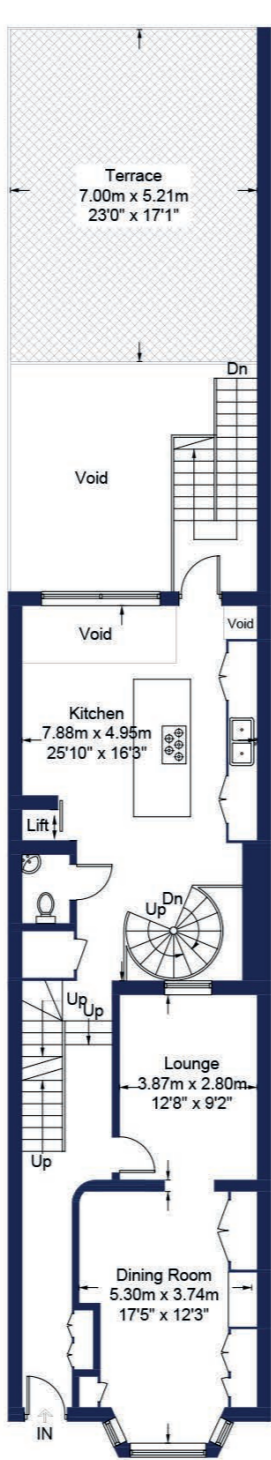 Terrace
7.00m x 5.21m
23'0" x 17'1"
Dn
Void
Void
Void
Kitchen
7.88m x 4.95m
25'10" x 16'3"
Lift
Dn
Up
Up
Up
Lounge
3.87m x 2.80m
12'8" x 9'2"
Up
Dining Room
5.30m x 3.74m
17'5" x 12'3"
IN